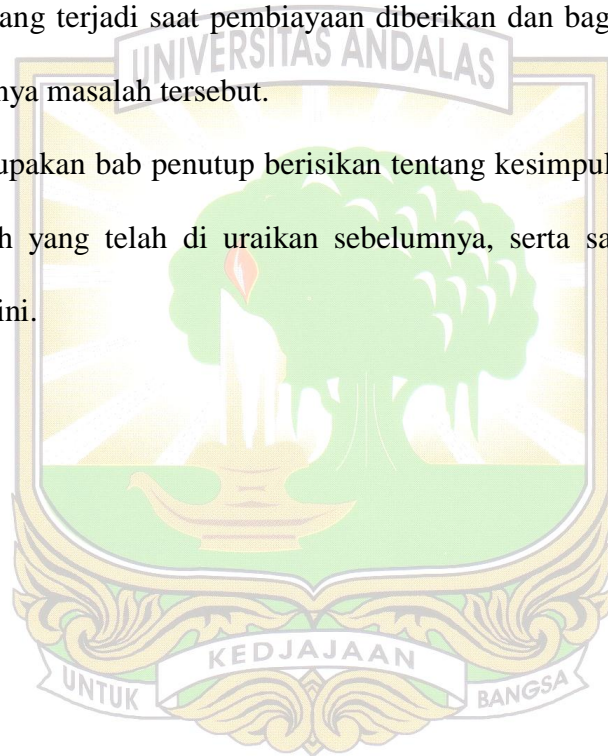 ang terjadi saat pembiayaan diberikan dan bag
UNIVERSITAS ANDALAS
nya masalah tersebut.
upakan bab penutup berisikan tentang kesimpul
h yang telah di uraikan sebelumnya, serta sa
ini.
KEDJAJAAN
UNTUK
BANGSA